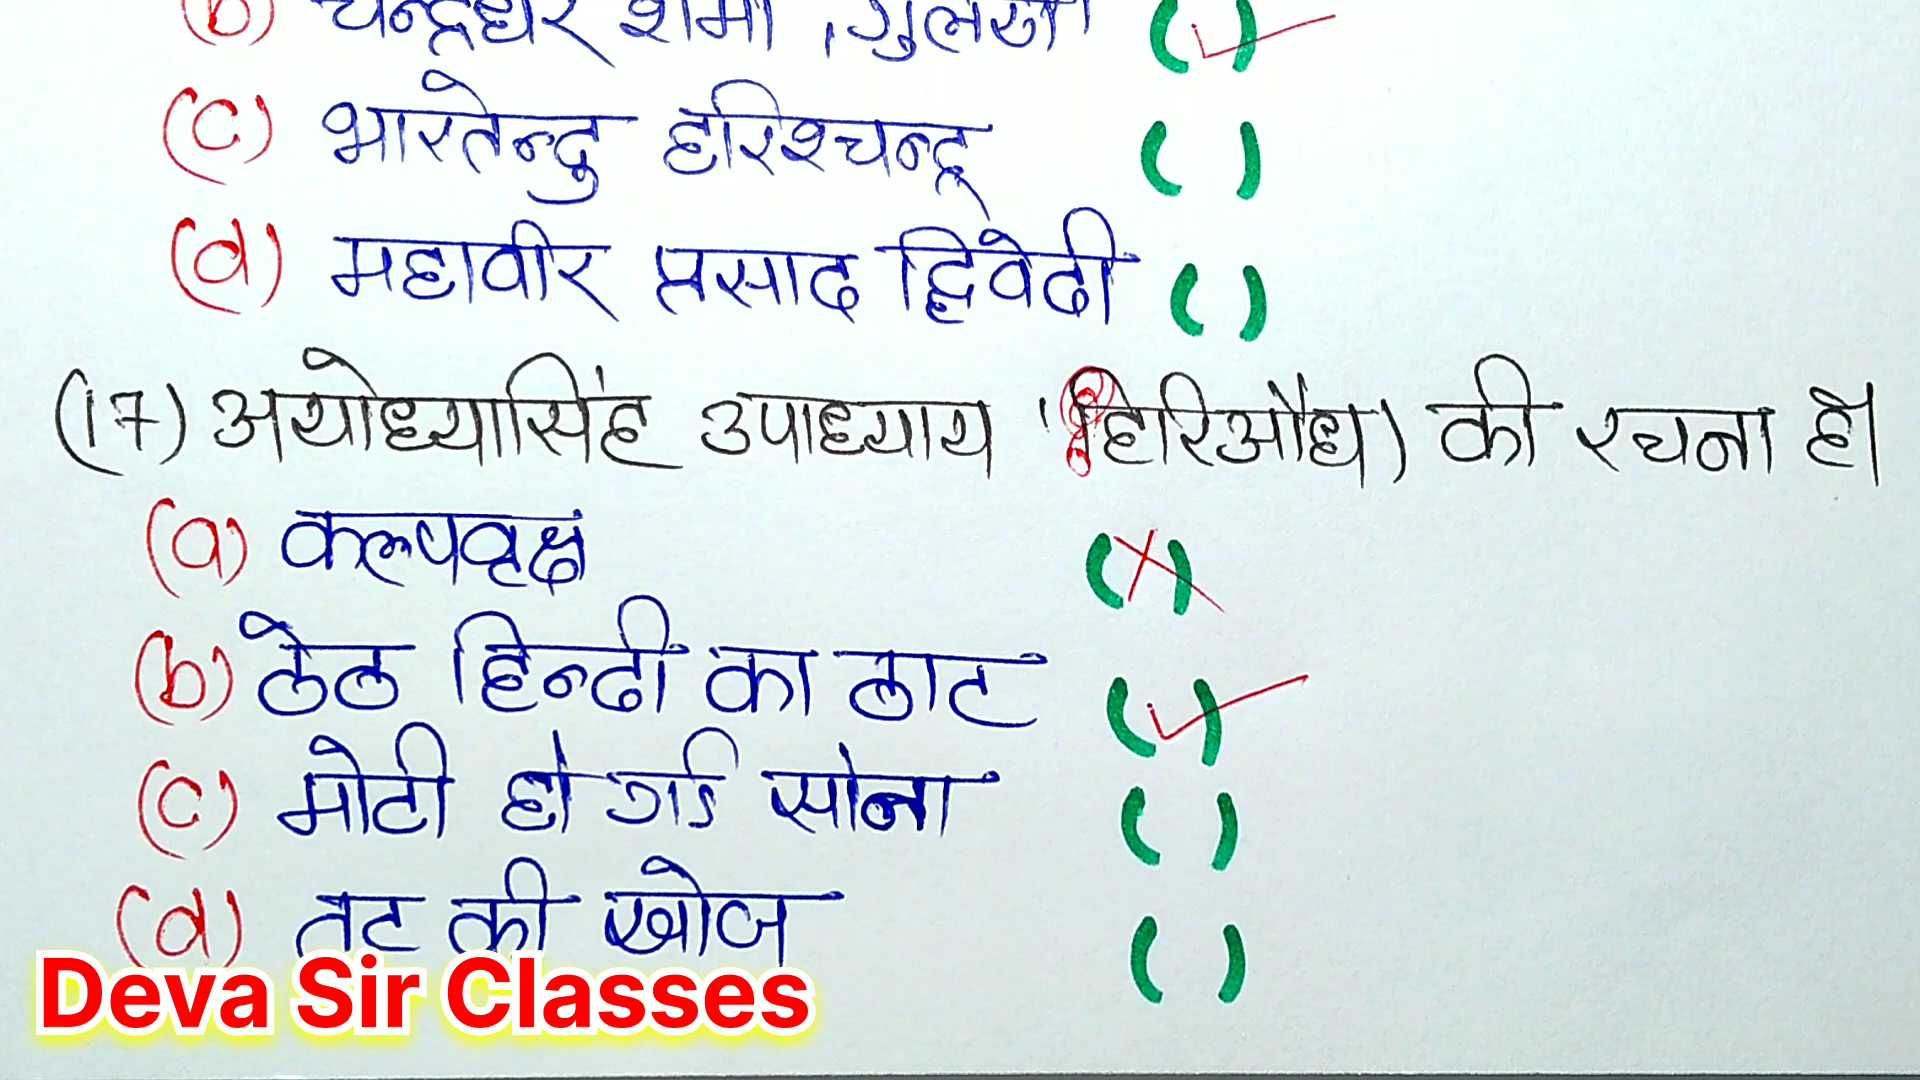 (b) चन्द्रधर शर्मा 'गुलेरी' ( )
(c) भारतेन्दु हरिश्चन्द्र ( )
(d) महावीर प्रसाद द्विवेदी ( )
(17) अयोध्यासिंह उपाध्याय 'हरिऔध) की रचना है।
(a) कल्पवृक्ष ( )
(b) ठेठ हिन्दी का ठाट ( )
(c) मोटी हो गई सोना ( )
(d) तट की खोज ( )
Deva Sir Classes